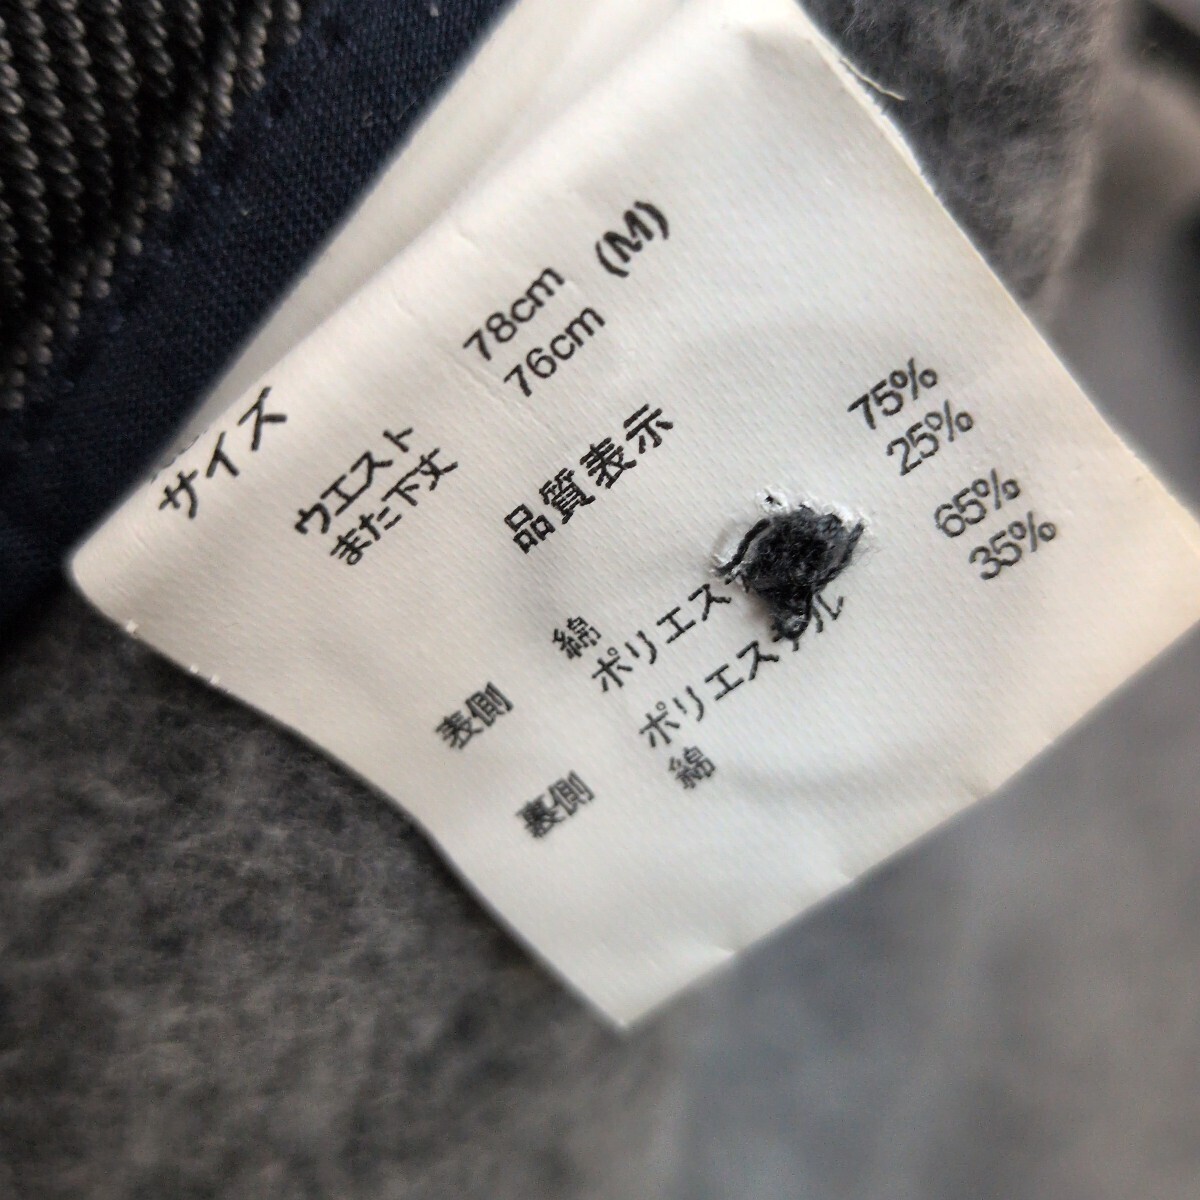 サイズ
ウエスト 78cm (M)
また下丈 76cm
品質表示
表側 綿 75%
ポリエス 25%
裏側 ポリエステル 65%
綿 35%